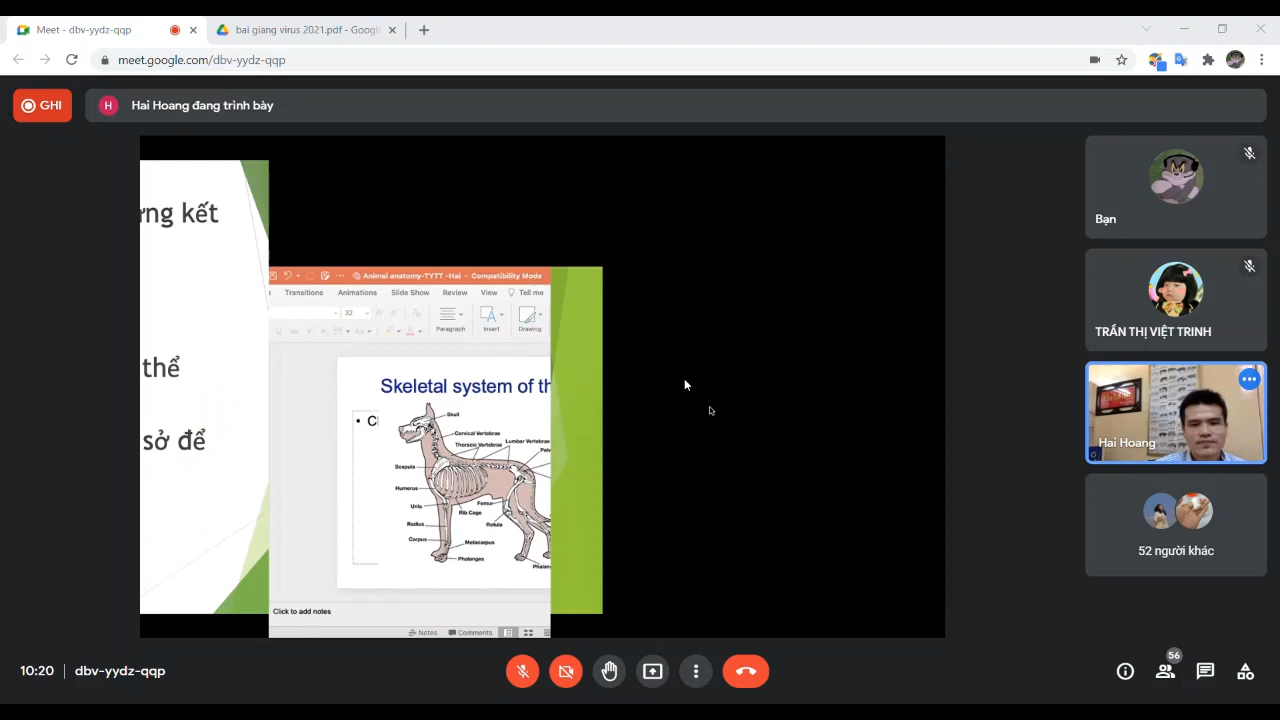 Meet - dbv-yydz-qqp
bai giang virus 2021.pdf - Google
meet.google.com/dbv-yydz-qqp
GHI
H
Hai Hoang đang trình bày
kết
thể
sở để
Animal anatomy-TYTT -Hai - Compatibility Mode
Transitions Animations Slide Show Review View Tell me
32
Paragraph Insert Drawing
Skeletal system of th
• C
Skull
Cervical Vertebrae
Thoracic Vertebrae Lumber Vertebrae
Pelv
Scapula
Humerus
Femur
Ulna
Rib Cage
Rotula
Radius
Carpus
Metacarpus
Phalanges
Phalan
Click to add notes
Notes Comments
Bạn
TRẦN THỊ VIỆT TRINH
Hai Hoang
52 người khác
10:20 | dbv-yydz-qqp
56